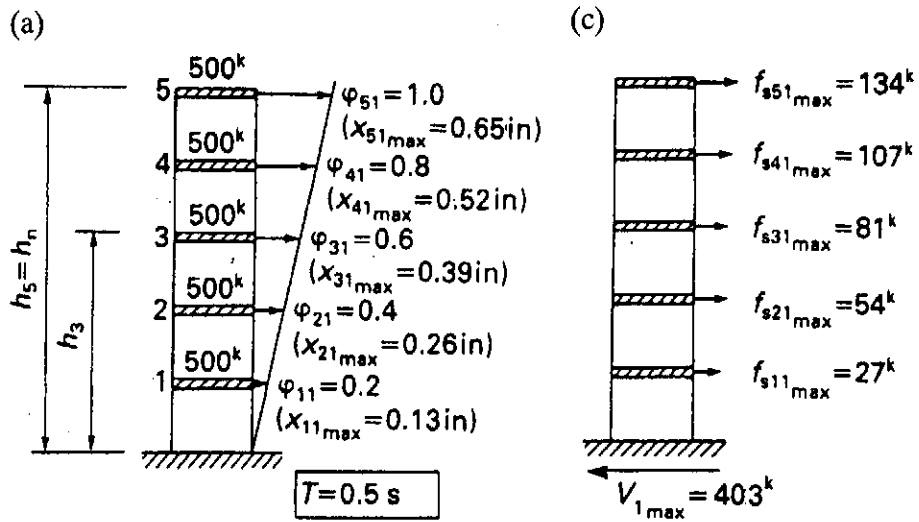 (a)
5 500ᵏ
φ₅₁=1.0
(x₅₁max=0.65in)
4 500ᵏ
φ₄₁=0.8
(x₄₁max=0.52in)
3 500ᵏ
φ₃₁=0.6
(x₃₁max=0.39in)
2 500ᵏ
φ₂₁=0.4
(x₂₁max=0.26in)
1 500ᵏ
φ₁₁=0.2
(x₁₁max=0.13in)
h₅=hₙ
h₃
T=0.5 s
(c)
fₛ₅₁max=134ᵏ
fₛ₄₁max=107ᵏ
fₛ₃₁max=81ᵏ
fₛ₂₁max=54ᵏ
fₛ₁₁max=27ᵏ
V₁max=403ᵏ